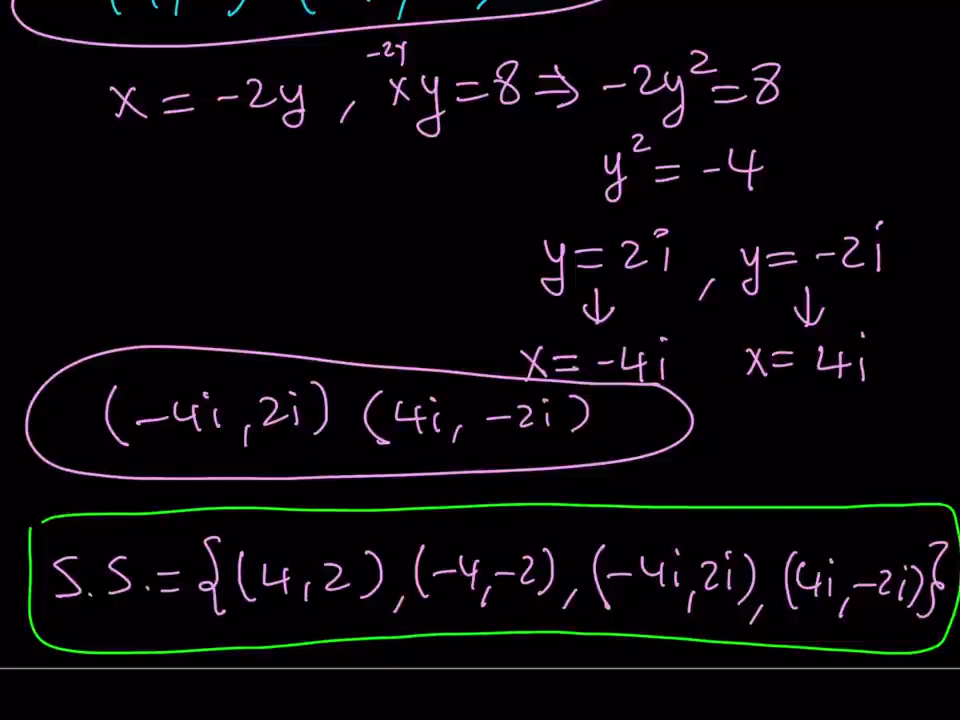 -2y
x = -2y , xy = 8 ⇒ -2y² = 8
y² = -4
y = 2i , y = -2i
↓ ↓
x = -4i x = 4i
(-4i, 2i) (4i, -2i)
S.S. = {(4, 2), (-4, -2), (-4i, 2i), (4i, -2i)}